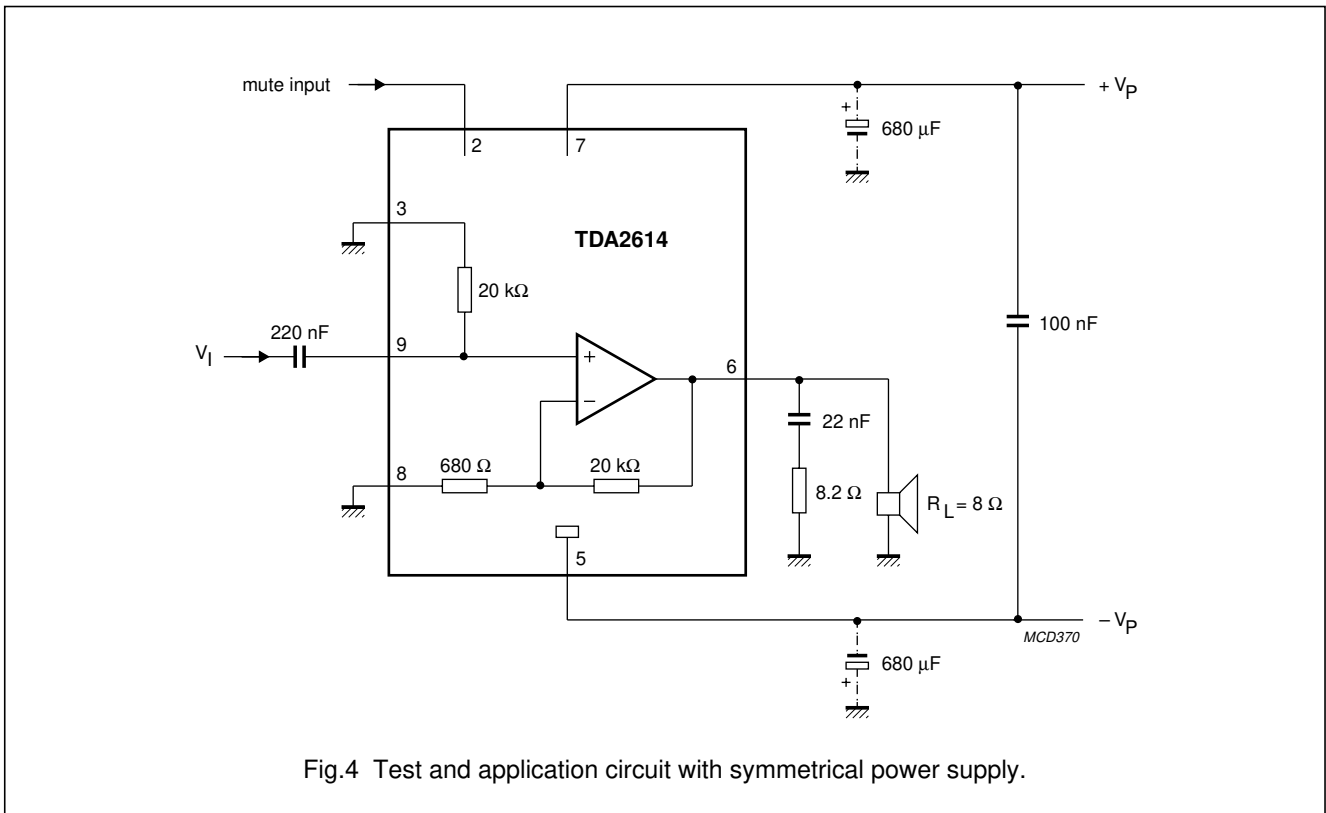 mute input
+ V_P
+
680 µF
2
7
3
TDA2614
20 kΩ
100 nF
220 nF
V_I
9
+
6
−
22 nF
680 Ω
20 kΩ
8
8.2 Ω
R_L = 8 Ω
5
− V_P
MCD370
680 µF
+
Fig.4 Test and application circuit with symmetrical power supply.